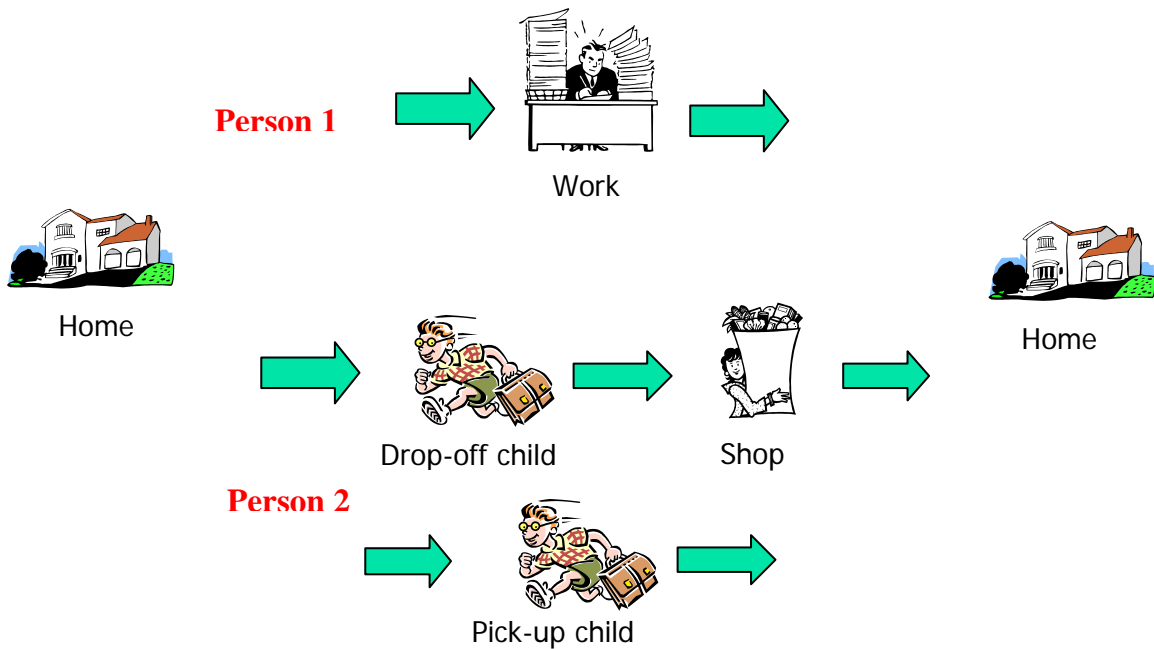 Person 1
Work
Home
Home
Drop-off child
Shop
Person 2
Pick-up child